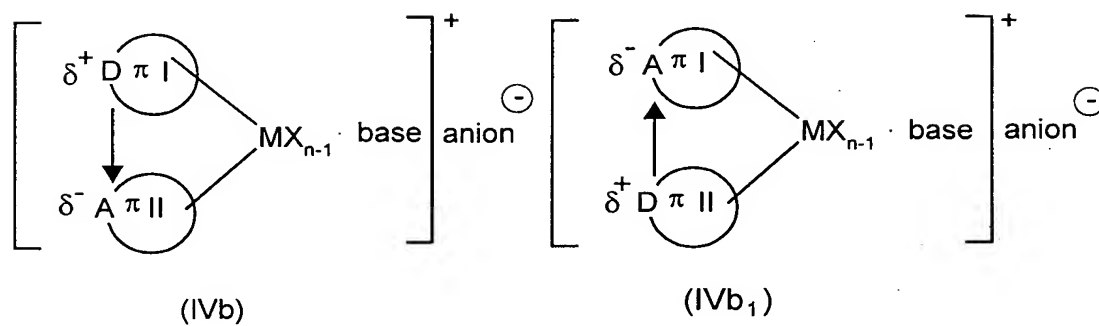 δ⁺ D π I
MXₙ₋₁ · base
δ⁻ A π II
+
anion ⊖
(IVb)
δ⁻ A π I
MXₙ₋₁ · base
δ⁺ D π II
+
anion ⊖
(IVb₁)